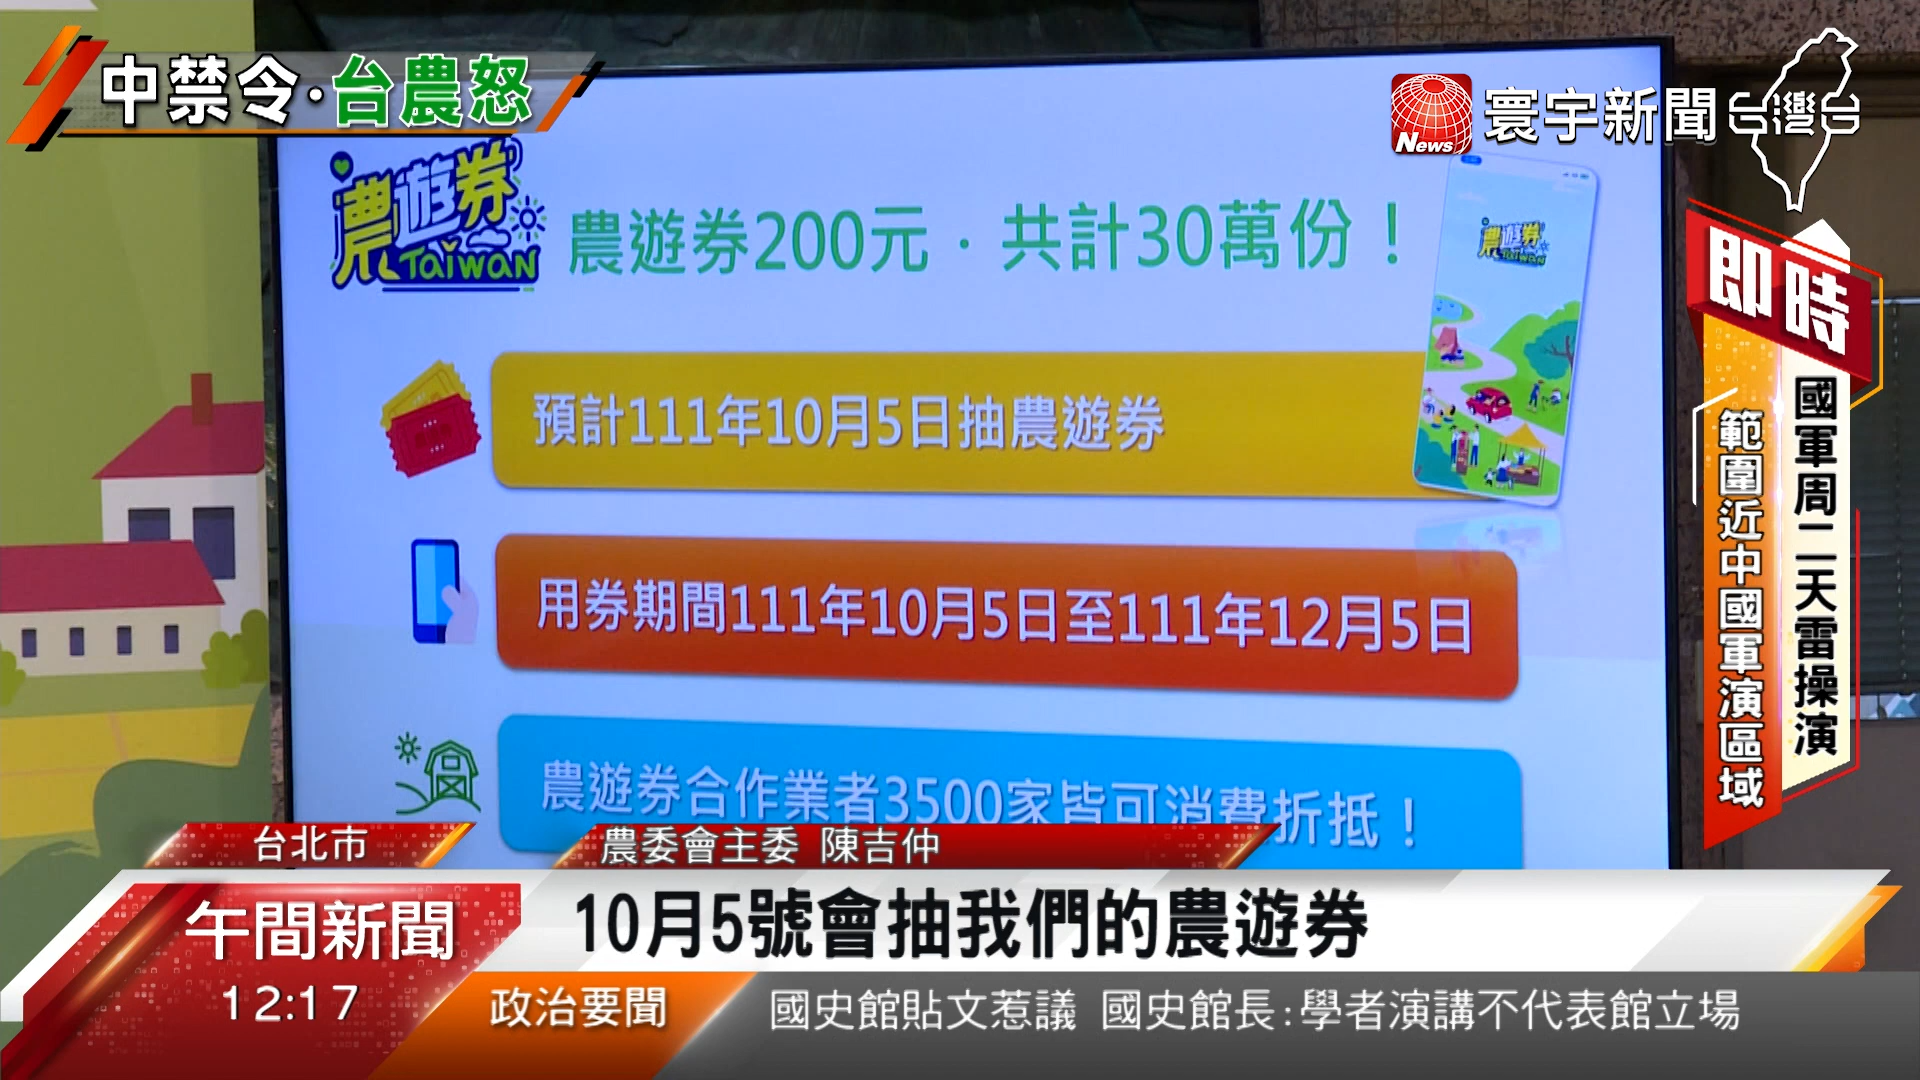 中禁令·台農怒
News 寰宇新聞 台灣台
農遊券
TAIWAN
農遊券200元．共計30萬份！
農遊券
TAIWAN
預計111年10月5日抽農遊券
用券期間111年10月5日至111年12月5日
農遊券合作業者3500家皆可消費折抵！
即時
國軍周二天雷操演
範圍近中國軍演區域
台北市
農委會主委 陳吉仲
午間新聞
10月5號會抽我們的農遊券
12:17
政治要聞
國史館貼文惹議 國史館長:學者演講不代表館立場